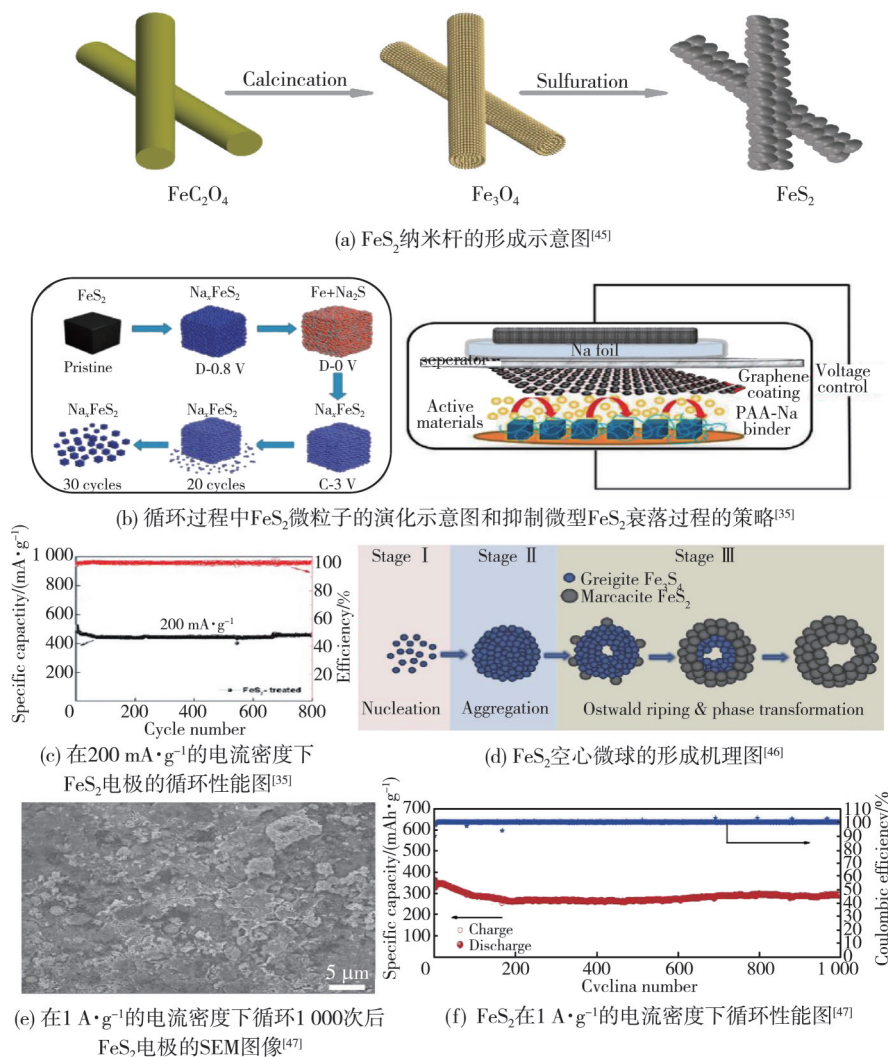 Calcincation
Sulfuration
FeC₂O₄
Fe₃O₄
FeS₂
(a) FeS₂纳米杆的形成示意图[45]
FeS₂
NaₓFeS₂
Fe+Na₂S
Pristine
D-0.8 V
D-0 V
NaₓFeS₂
NaₓFeS₂
NaₓFeS₂
30 cycles
20 cycles
C-3 V
Na foil
seperator
Graphene
coating
Voltage
control
Active
materials
PAA-Na
binder
(b) 循环过程中FeS₂微粒子的演化示意图和抑制微型FeS₂衰落过程的策略[35]
Specific capactity/(mA·g⁻¹)
1 000
800
600
400
200
200 mA·g⁻¹
FeS₂-treated
100
80
60
40
20
0
Efficiency/%
0
200
400
600
800
Cycle number
(c) 在200 mA·g⁻¹的电流密度下
FeS₂电极的循环性能图[35]
Stage Ⅰ
Stage Ⅱ
Stage Ⅲ
Greigite Fe₃S₄
Marcacite FeS₂
Nucleation
Aggregation
Ostwald riping & phase transformation
(d) FeS₂空心微球的形成机理图[46]
5 μm
(e) 在1 A·g⁻¹的电流密度下循环1 000次后
FeS₂电极的SEM图像[47]
Specific capacity/(mAh·g⁻¹)
700
600
500
400
300
200
100
Charge
Discharge
110
100
90
80
70
60
50
40
30
20
10
0
Coulombic efficiency/%
0
200
400
600
800
1 000
Cvclina number
(f) FeS₂在1 A·g⁻¹的电流密度下循环性能图[47]